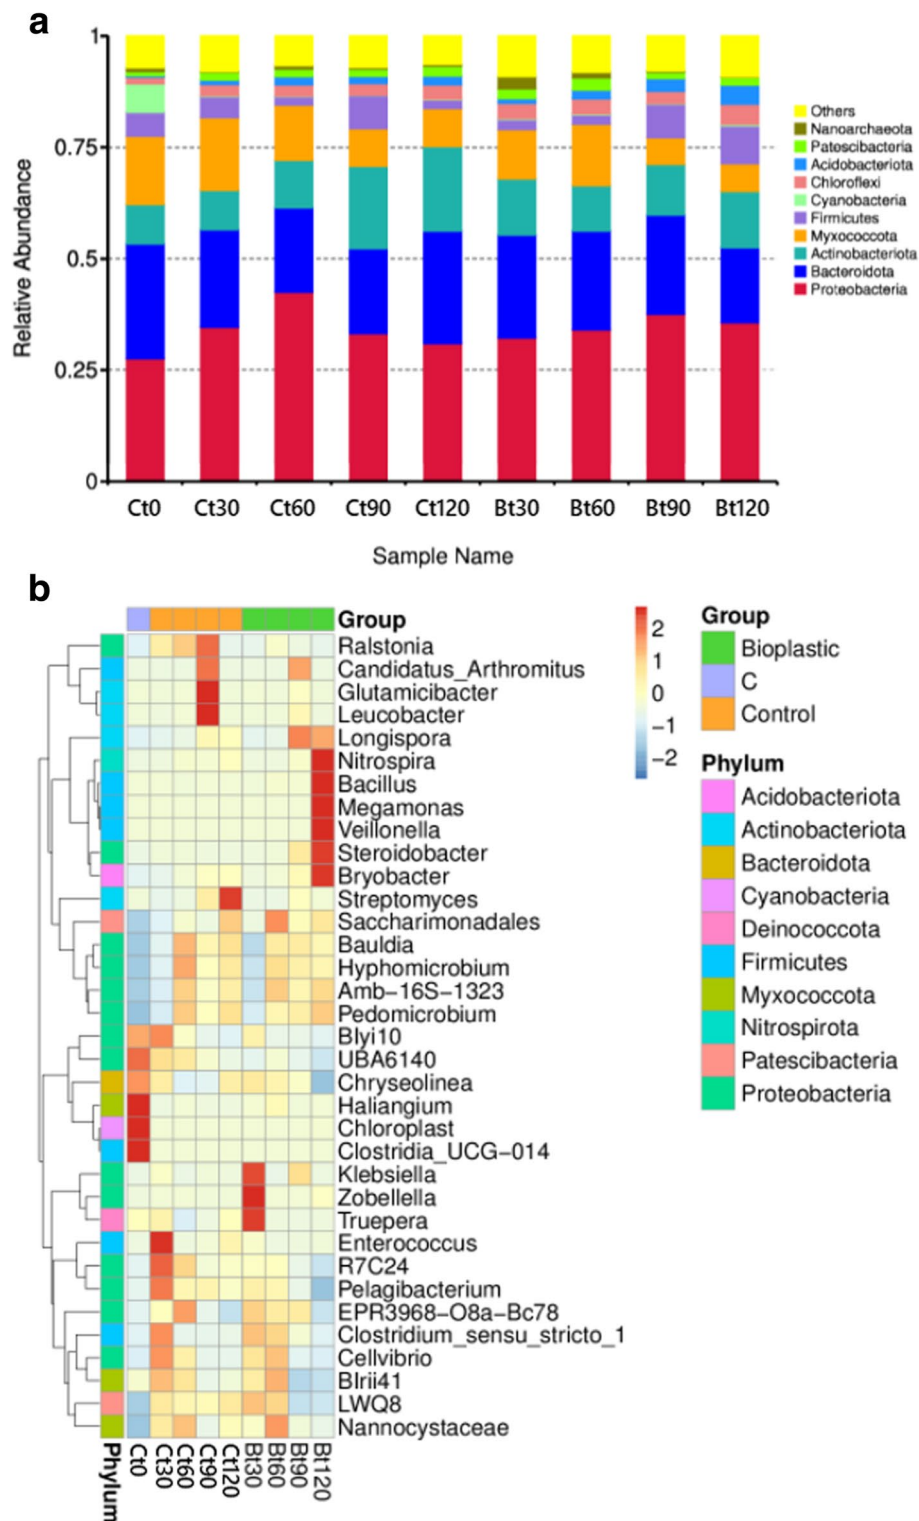 a
1
0.75
0.5
0.25
0
Relative Abundance
Ct0 Ct30 Ct60 Ct90 Ct120 Bt30 Bt60 Bt90 Bt120
Sample Name
Others
Nanoarchaeota
Patescibacteria
Acidobacteriota
Chloroflexi
Cyanobacteria
Firmicutes
Myxococcota
Actinobacteriota
Bacteroidota
Proteobacteria
b
Group
Ralstonia
Candidatus_Arthromitus
Glutamicibacter
Leucobacter
Longispora
Nitrospira
Bacillus
Megamonas
Veillonella
Steroidobacter
Bryobacter
Streptomyces
Saccharimonadales
Bauldia
Hyphomicrobium
Amb−16S−1323
Pedomicrobium
Blyi10
UBA6140
Chryseolinea
Haliangium
Chloroplast
Clostridia_UCG−014
Klebsiella
Zobellella
Truepera
Enterococcus
R7C24
Pelagibacterium
EPR3968−O8a−Bc78
Clostridium_sensu_stricto_1
Cellvibrio
BIrii41
LWQ8
Nannocystaceae
Phylum Ct0 Ct30 Ct60 Ct90 Ct120 Bt30 Bt60 Bt90 Bt120
2
1
0
−1
−2
Group
Bioplastic
C
Control
Phylum
Acidobacteriota
Actinobacteriota
Bacteroidota
Cyanobacteria
Deinococcota
Firmicutes
Myxococcota
Nitrospirota
Patescibacteria
Proteobacteria